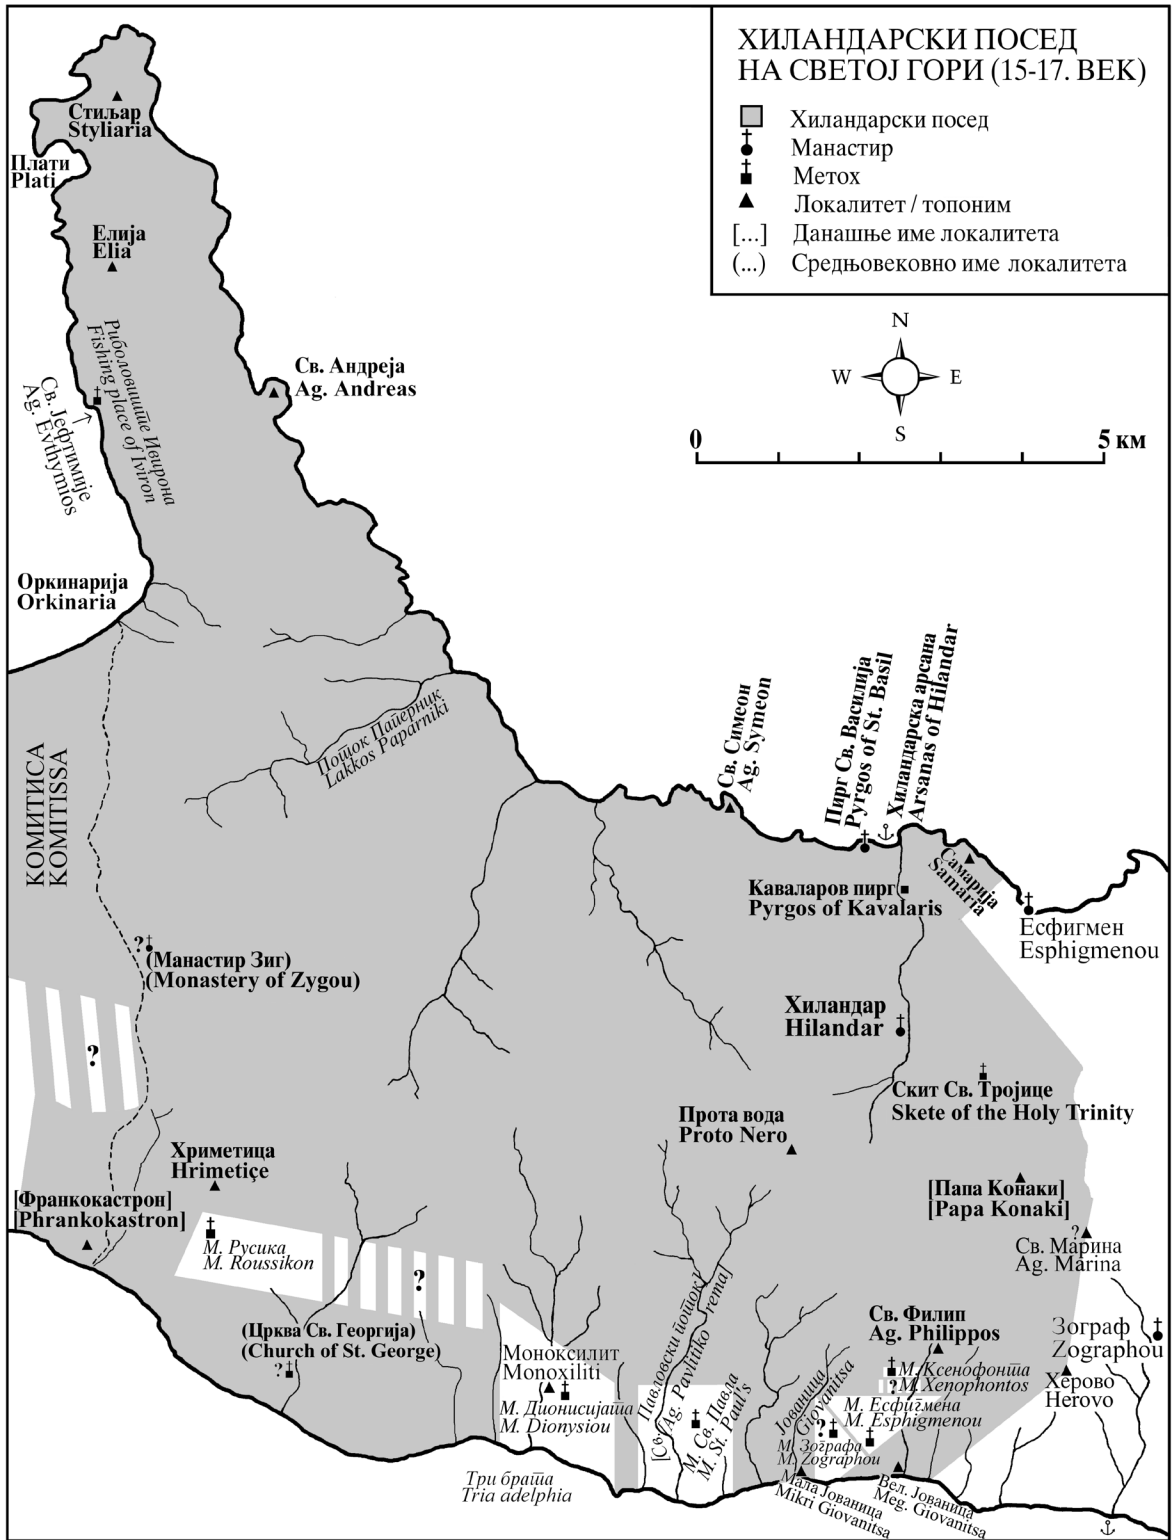 ХИЛАНДАРСКИ ПОСЕД
НА СВЕТОЈ ГОРИ (15-17. ВЕК)
Хиландарски посед
Манастир
Метох
Локалитет / топоним
[...] Данашње име локалитета
(...) Средњовековно име локалитета
Стиљар
Styliaria
Плати
Plati
Елија
Elia
Риболовиште Ивирона
Fishing place of Iviron
Св. Јефтимије
Ag. Evthymios
Св. Андреја
Ag. Andreas
N
W
E
S
0
5 км
Оркинарија
Orkinaria
Поток Паперник
Lakkos Paparniki
КОМИТИСА
KOMITISSA
Св. Симеон
Ag. Symeon
Пирг Св. Василија
Pyrgos of St. Basil
Хиландарска арсана
Arsanas of Hilandar
Самарија
Samaria
Каваларов пирг
Pyrgos of Kavalaris
Есфигмен
Esphigmenou
?
(Манастир Зиг)
(Monastery of Zygou)
?
Хиландар
Hilandar
Скит Св. Тројице
Skete of the Holy Trinity
Прота вода
Proto Nero
Хриметица
Hrimetiçe
[Франкокастрон]
[Phrankokastron]
М. Русика
M. Roussikon
?
[Папа Конаки]
[Papa Konaki]
?
Св. Марина
Ag. Marina
(Црква Св. Георгија)
(Church of St. George)
?
Моноксилит
Monoxiliti
М. Дионисијата
M. Dionysiou
[Св. Павловски поток]
[Ag. Pavlitiko rema]
М. Св. Павла
M. St. Paul's
Јованица
Giovanitsa
Св. Филип
Ag. Philippos
М. Ксенофонта
?
M. Xenophontos
М. Есфигмена
M. Esphigmenou
?
М. Зографа
M. Zographou
Зограф
Zographou
Херово
Herovo
Три брата
Tria adelphia
Мала Јованица
Mikri Giovanitsa
Вел. Јованица
Meg. Giovanitsa